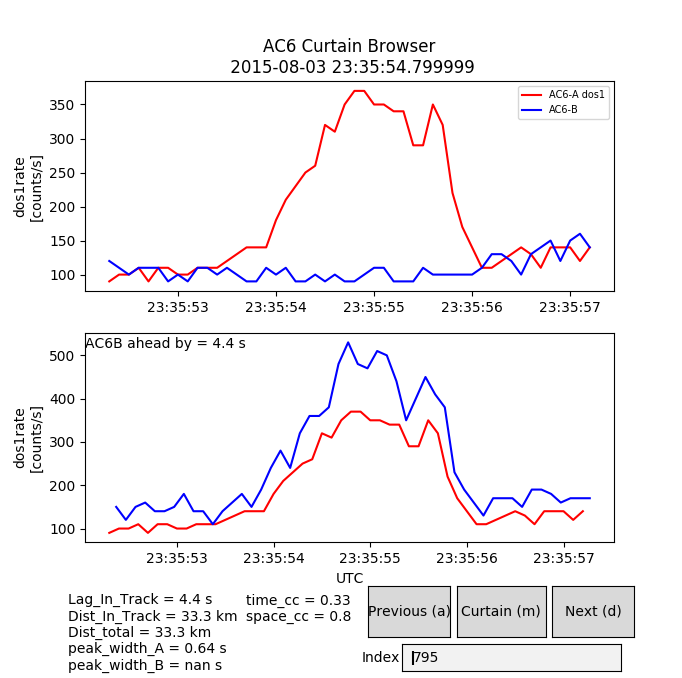 AC6 Curtain Browser
2015-08-03 23:35:54.799999
dos1rate
[counts/s]
350
300
250
200
150
100
AC6-A dos1
AC6-B
23:35:53 23:35:54 23:35:55 23:35:56 23:35:57
AC6B ahead by = 4.4 s
dos1rate
[counts/s]
500
400
300
200
100
23:35:53 23:35:54 23:35:55 23:35:56 23:35:57
UTC
Lag_In_Track = 4.4 s
Dist_In_Track = 33.3 km
Dist_total = 33.3 km
peak_width_A = 0.64 s
peak_width_B = nan s
time_cc = 0.33
space_cc = 0.8
Previous (a) Curtain (m) Next (d)
Index 795